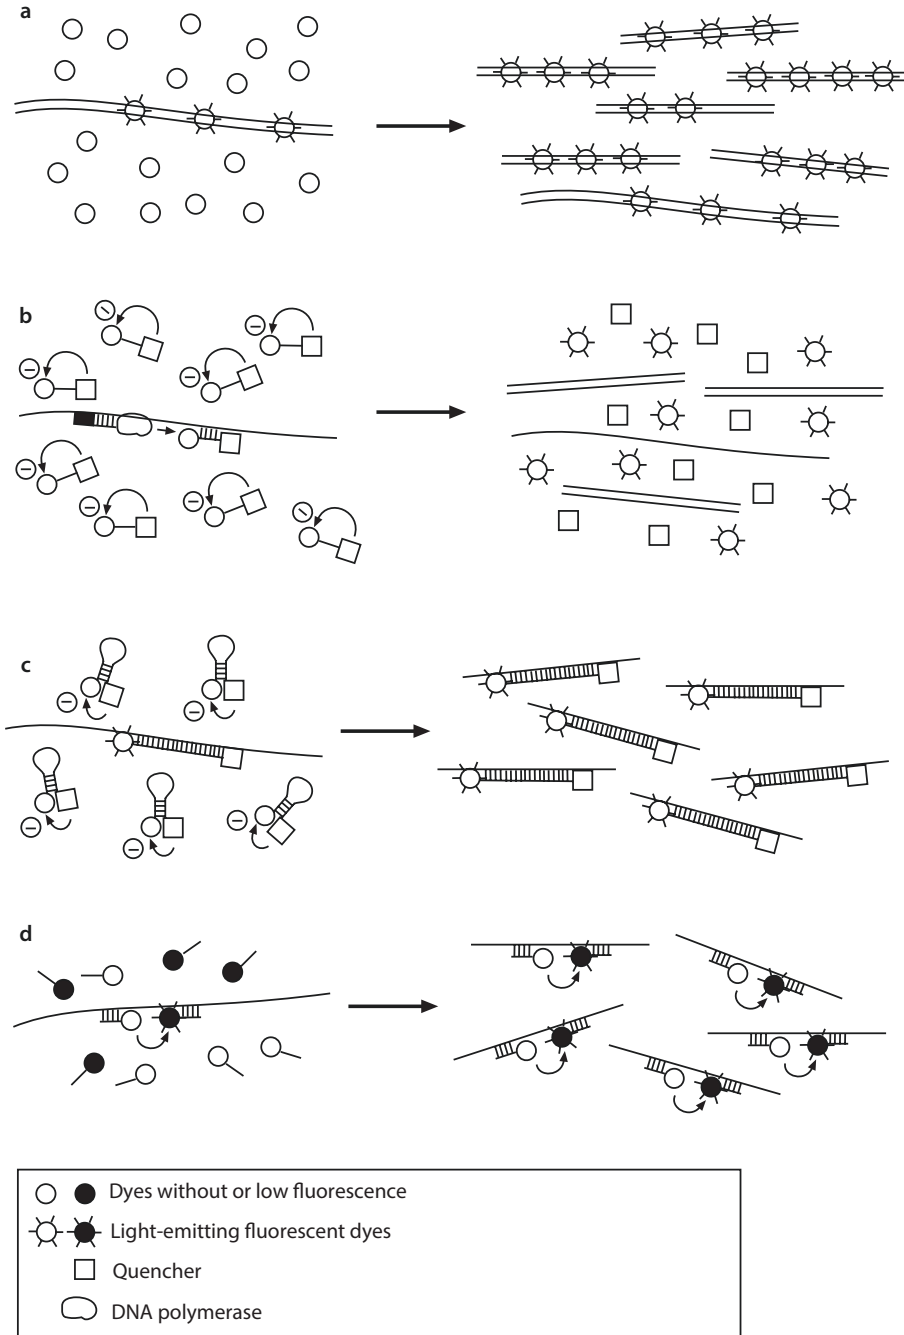 a
b
c
d
Dyes without or low fluorescence
Light-emitting fluorescent dyes
Quencher
DNA polymerase